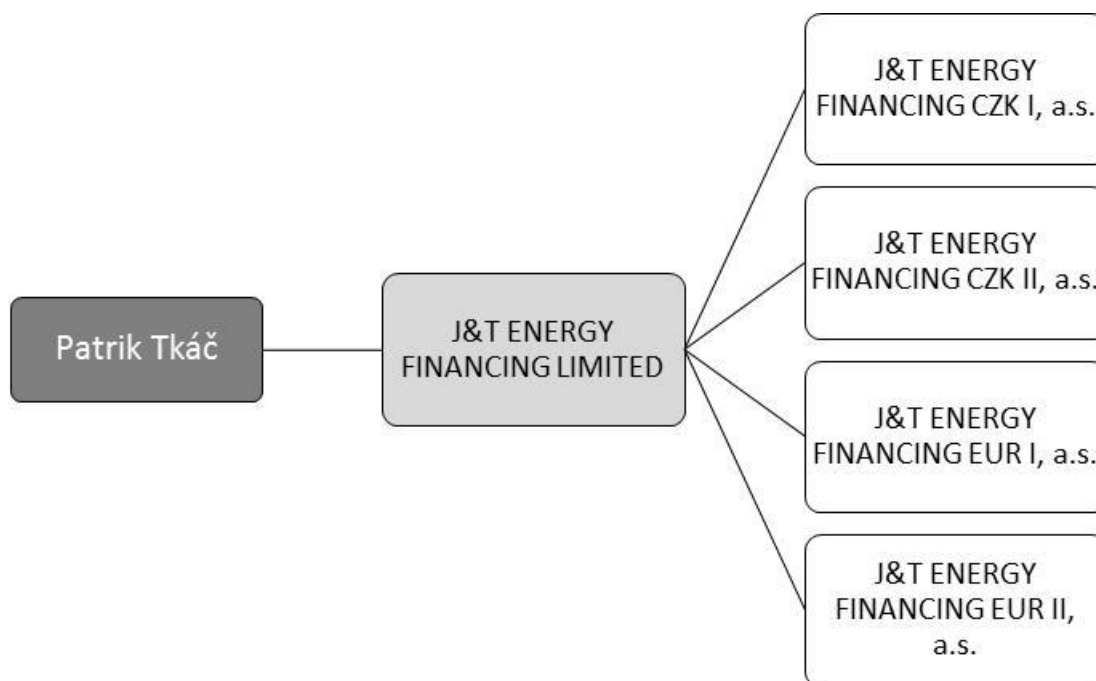 Patrik Tkáč
J&T ENERGY
FINANCING LIMITED
J&T ENERGY
FINANCING CZK I, a.s.
J&T ENERGY
FINANCING CZK II, a.s.
J&T ENERGY
FINANCING EUR I, a.s.
J&T ENERGY
FINANCING EUR II,
a.s.